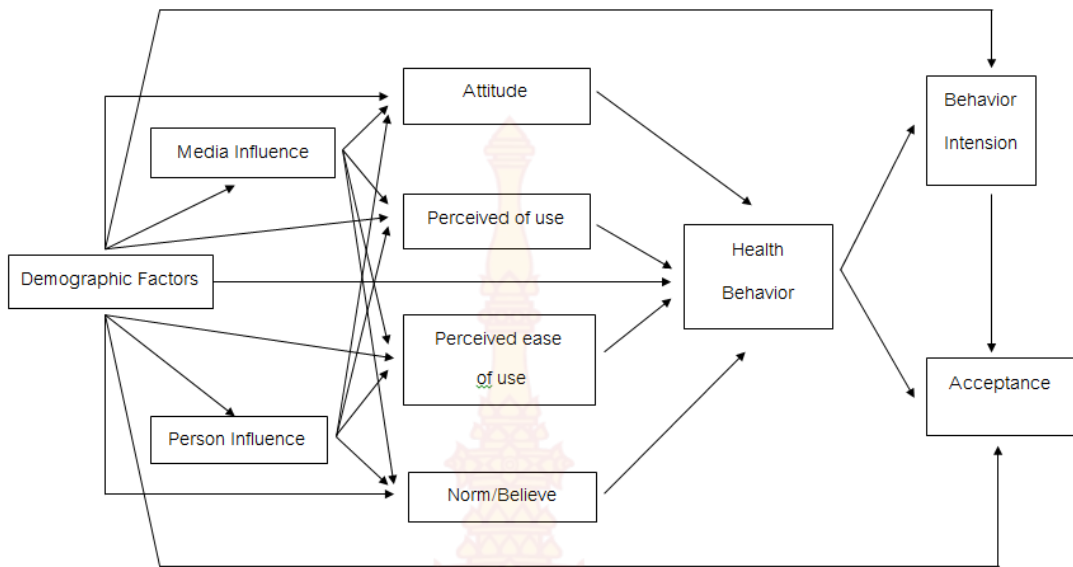 Attitude
Behavior
Intension
Media Influence
Perceived of use
Health
Behavior
Demographic Factors
Perceived ease
of use
Acceptance
Person Influence
Norm/Believe